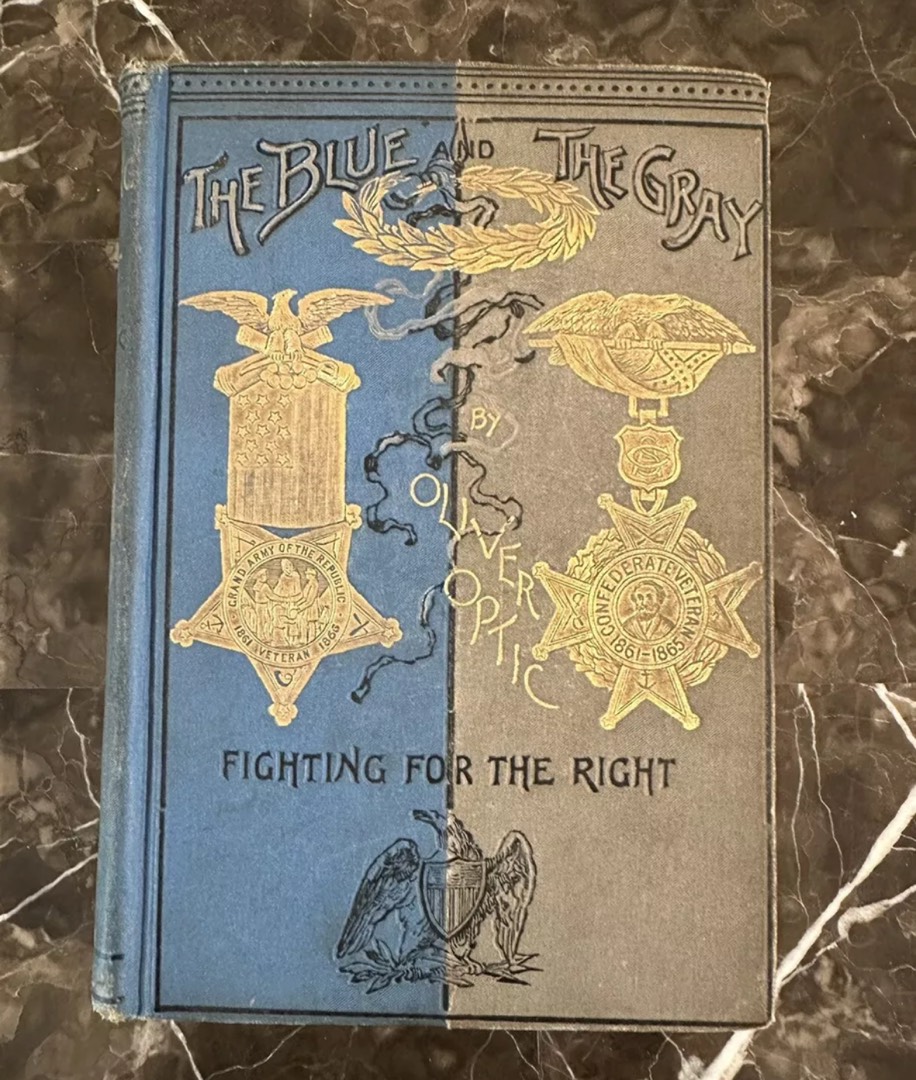 THE BLUE AND THE GRAY
BY
OLIVER
OPTIC
GRAND ARMY OF THE REPUBLIC
1861 VETERAN 1866
CONFEDERATE VETERAN
1861-1865
FIGHTING FOR THE RIGHT